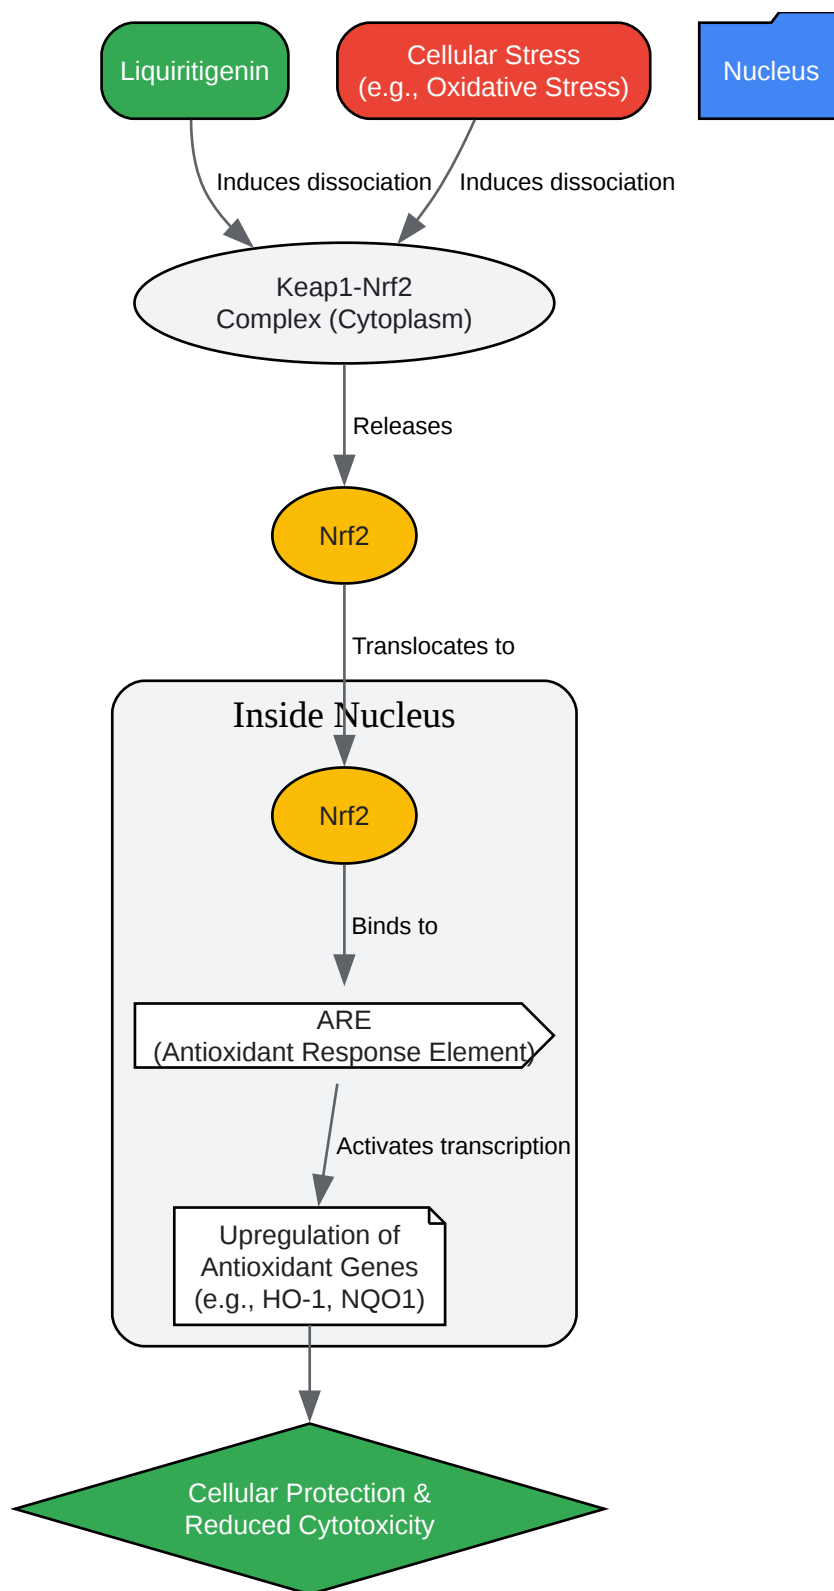 Liquiritigenin
Cellular Stress
(e.g., Oxidative Stress)
Nucleus
Induces dissociation
Induces dissociation
Keap1-Nrf2
Complex (Cytoplasm)
Releases
Nrf2
Translocates to
Inside Nucleus
Nrf2
Binds to
ARE
(Antioxidant Response Element)
Activates transcription
Upregulation of
Antioxidant Genes
(e.g., HO-1, NQO1)
Cellular Protection &
Reduced Cytotoxicity